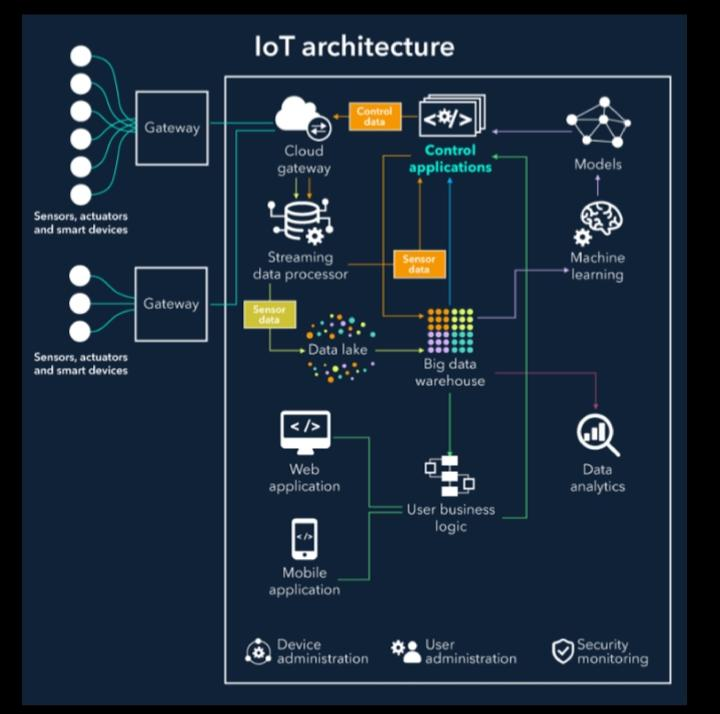 IoT architecture
Gateway
Sensors, actuators
and smart devices
Gateway
Sensors, actuators
and smart devices
Cloud
gateway
Control
data
</>
Control
applications
Models
Streaming
data processor
Sensor
data
Machine
learning
Sensor
data
Data lake
Big data
warehouse
</>
Web
application
User business
logic
Data
analytics
</>
Mobile
application
Device
administration
User
administration
Security
monitoring